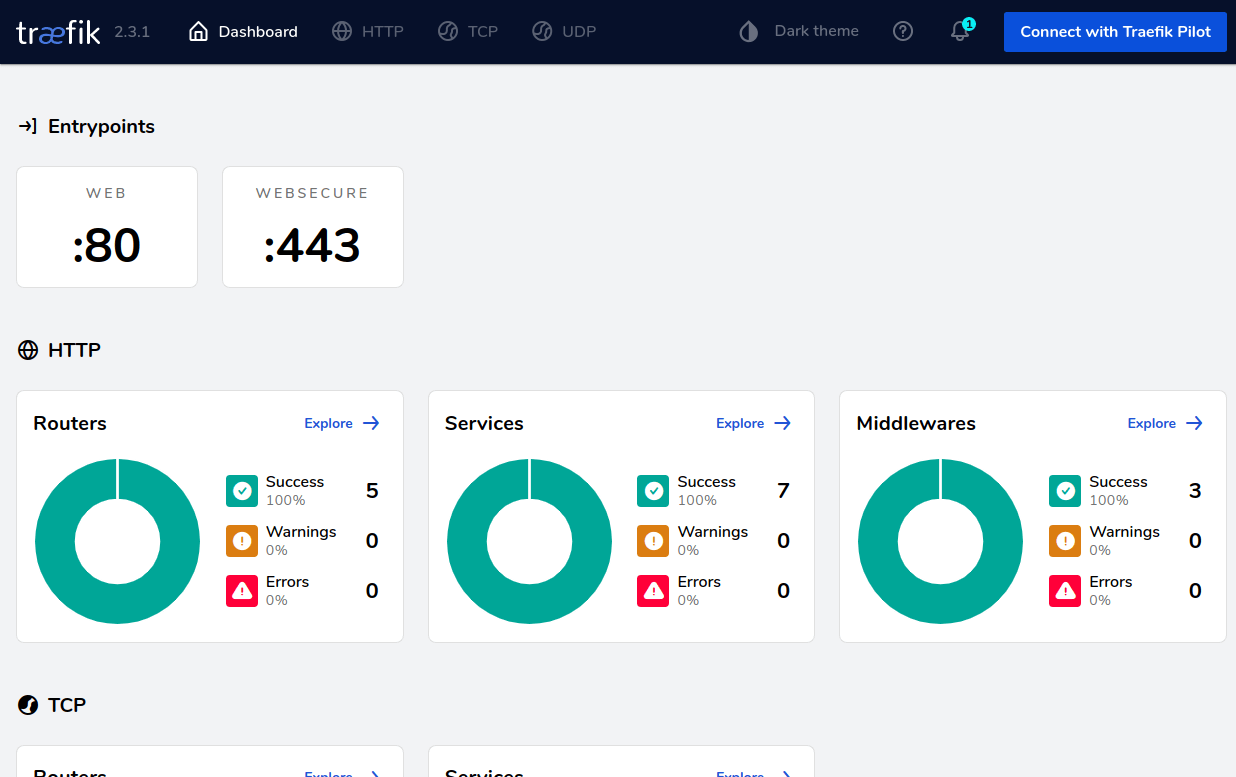 træfik 2.3.1 Dashboard HTTP TCP UDP Dark theme 1 Connect with Traefik Pilot
Entrypoints
WEB
:80
WEBSECURE
:443
HTTP
Routers Explore
Success 5
100%
Warnings 0
0%
Errors 0
0%
Services Explore
Success 7
100%
Warnings 0
0%
Errors 0
0%
Middlewares Explore
Success 3
100%
Warnings 0
0%
Errors 0
0%
TCP
Routers Explore
Services Explore